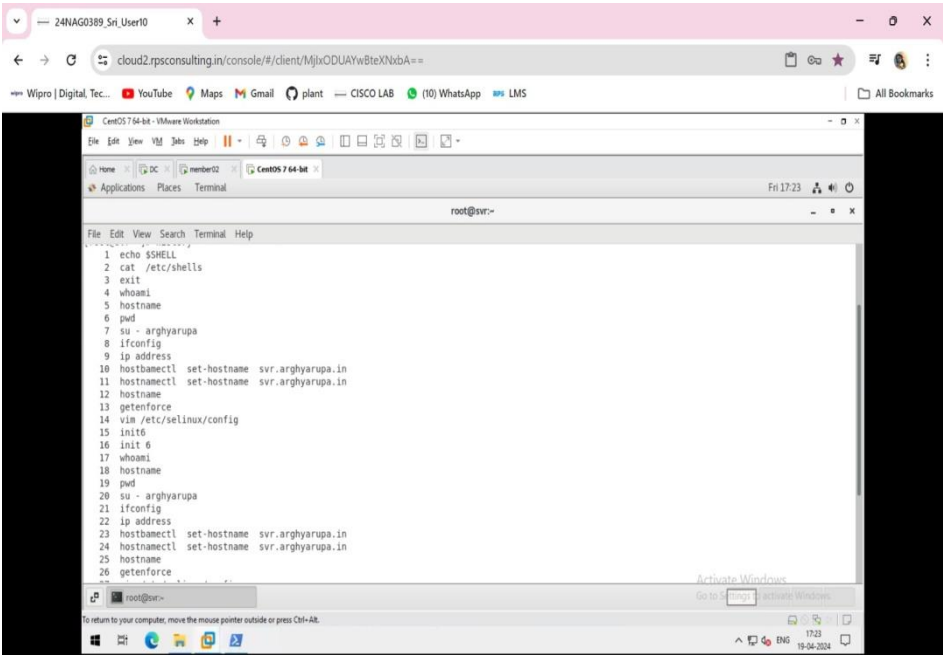 24NAG0389_Sri_User10
cloud2.rpsconsulting.in/console/#/client/MjIxODUAYwBteXNxbA==
Wipro | Digital, Tec... YouTube Maps Gmail plant CISCO LAB (10) WhatsApp LMS All Bookmarks
CentOS 7 64-bit - VMware Workstation
File Edit View VM Tabs Help
Home DC member02 CentOS 7 64-bit
Applications Places Terminal Fri 17:23
root@svr:~
File Edit View Search Terminal Help
1 echo $SHELL
2 cat /etc/shells
3 exit
4 whoami
5 hostname
6 pwd
7 su - arghyarupa
8 ifconfig
9 ip address
10 hostbamectl set-hostname svr.arghyarupa.in
11 hostnamectl set-hostname svr.arghyarupa.in
12 hostname
13 getenforce
14 vim /etc/selinux/config
15 init6
16 init 6
17 whoami
18 hostname
19 pwd
20 su - arghyarupa
21 ifconfig
22 ip address
23 hostbamectl set-hostname svr.arghyarupa.in
24 hostnamectl set-hostname svr.arghyarupa.in
25 hostname
26 getenforce
Activate Windows
Go to Settings to activate Windows.
root@svr:~
To return to your computer, move the mouse pointer outside or press Ctrl+Alt.
ENG 17:23
19-04-2024